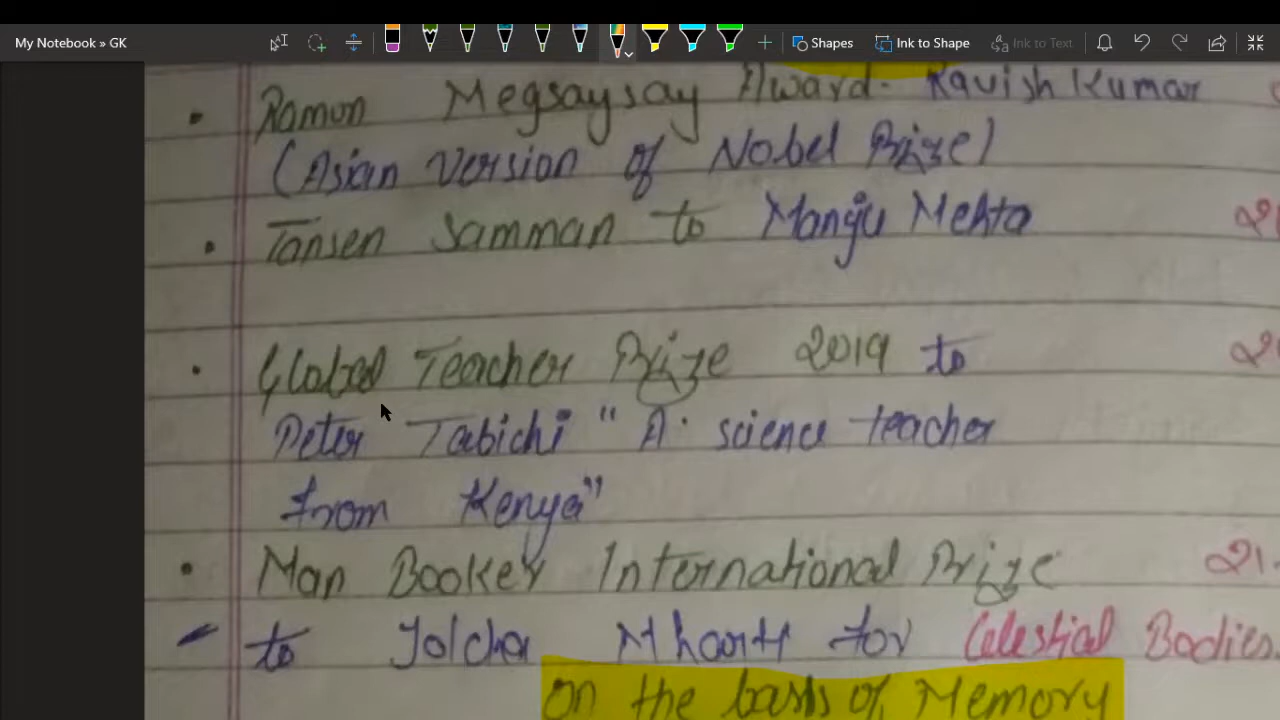 My Notebook » GK
Shapes
Ink to Shape
Ink to Text
• Ramon Megsaysay Award- Ravish Kumar
(Asian Version of Nobel Prize)
• Tansen Samman to Manju Mehta
• Global Teacher Prize 2019 to
Peter Tabichi " A science teacher
from Kenya"
• Man Booker International Prize
- to for Celestial Bodies.
on the basis of Memory